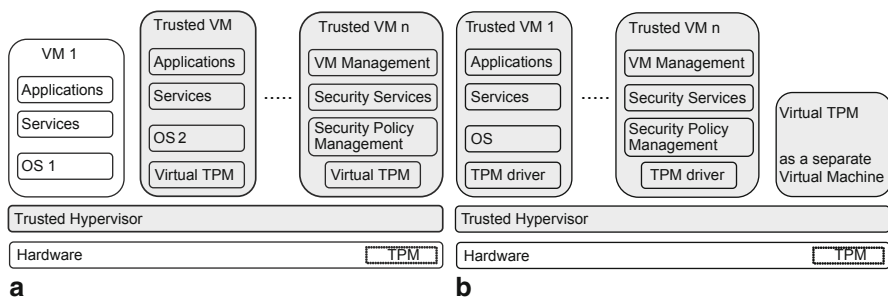 VM 1
Applications
Services
OS 1
Trusted VM
Applications
Services
OS 2
Virtual TPM
.....
Trusted VM n
VM Management
Security Services
Security Policy
Management
Virtual TPM
Trusted Hypervisor
Hardware
TPM
a
Trusted VM 1
Applications
Services
OS
TPM driver
.....
Trusted VM n
VM Management
Security Services
Security Policy
Management
TPM driver
Virtual TPM
as a separate
Virtual Machine
Trusted Hypervisor
Hardware
TPM
b